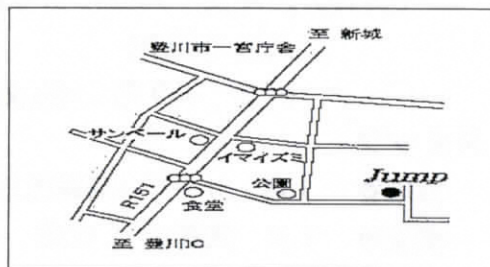 至 新城
豊川市一宮庁舎
サンベール
イマイズミ
Jump
公園
R151
食堂
至 豊川IC